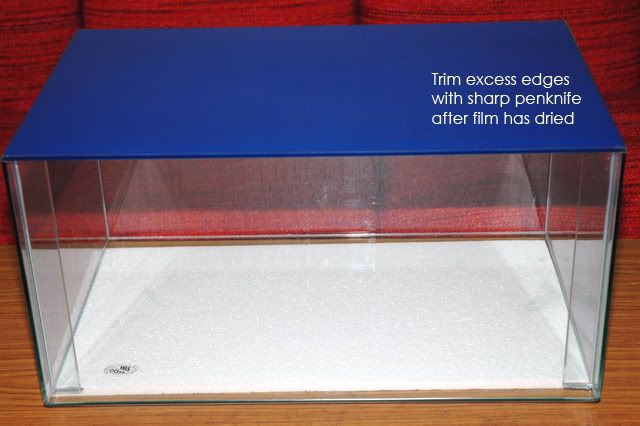 Trim excess edges
with sharp penknife
after film has dried